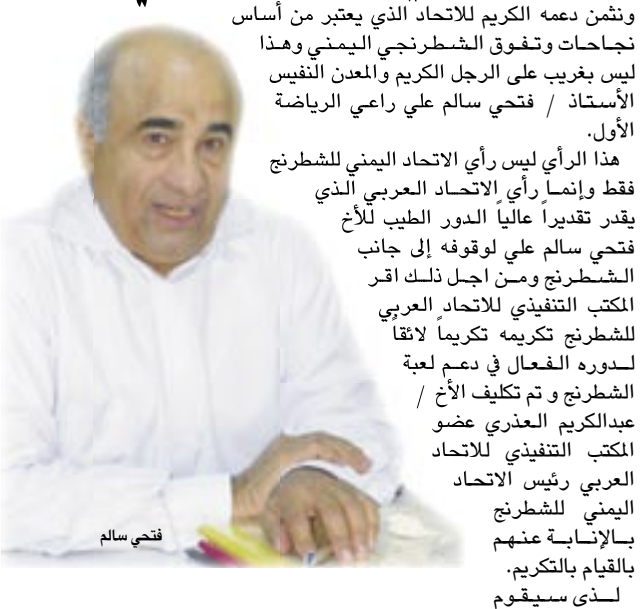 ونثمن دعمه الكريم للاتحاد الذي يعتبر من أساس
نجاحات وتفوق الشطرنجي اليمني وهذا
ليس بغريب على الرجل الكريم والمعدن النفيس
الأستاذ / فتحي سالم علي راعي الرياضة
الأول.
هذا الرأي ليس رأي الاتحاد اليمني للشطرنج
فقط وإنما رأي الاتحاد العربي الذي
يقدر تقديراً عالياً الدور الطيب للأخ
فتحي سالم علي لوقوفه إلى جانب
الشطرنج ومن اجل ذلك اقر
المكتب التنفيذي للاتحاد العربي
للشطرنج تكريمه تكريماً لائقاً
لدوره الفعال في دعم لعبة
الشطرنج و تم تكليف الأخ /
عبدالكريم العذري عضو
المكتب التنفيذي للاتحاد
العربي رئيس الاتحاد
اليمني للشطرنج
بالإنابة عنهم
بالقيام بالتكريم.
لذى سيقوم
فتحي سالم